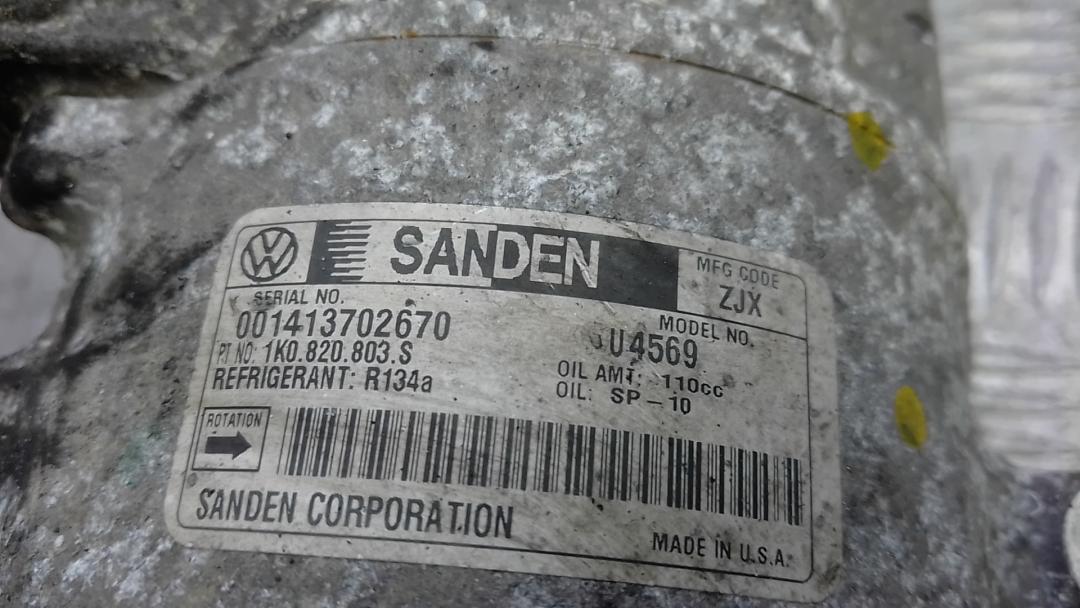 VW SANDEN MFG CODE
ZJX
SERIAL NO. MODEL NO.
001413702670 U4569
PT NO: 1K0.820.803.S OIL AMT: 110cc
REFRIGERANT: R134a OIL: SP-10
ROTATION
SANDEN CORPORATION
MADE IN U.S.A.